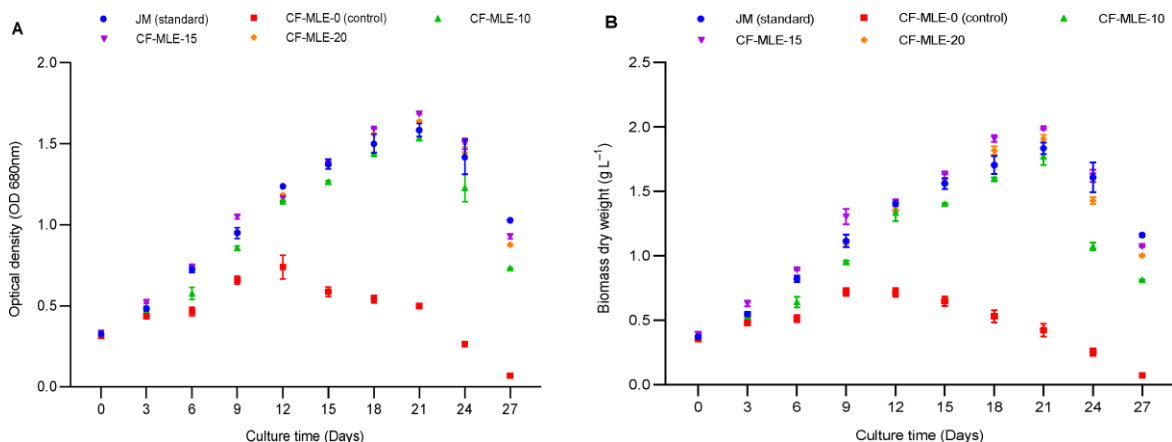 A
JM (standard) CF-MLE-0 (control) CF-MLE-10
CF-MLE-15 CF-MLE-20
Optical density (OD 680nm)
2.0
1.5
1.0
0.5
0.0
0 3 6 9 12 15 18 21 24 27
Culture time (Days)
B
JM (standard) CF-MLE-0 (control) CF-MLE-10
CF-MLE-15 CF-MLE-20
Biomass dry weight (g L⁻¹)
2.5
2.0
1.5
1.0
0.5
0.0
0 3 6 9 12 15 18 21 24 27
Culture time (Days)